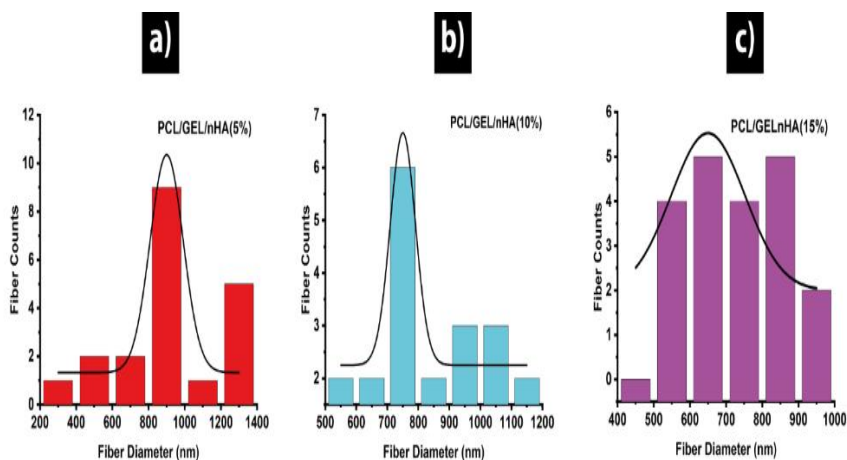 a)
b)
c)
PCL/GEL/nHA(5%)
Fiber Counts
12
10
8
6
4
2
0
200 400 600 800 1000 1200 1400
Fiber Diameter (nm)
PCL/GEL/nHA(10%)
Fiber Counts
7
6
5
4
3
2
500 600 700 800 900 1000 1100 1200
Fiber Diameter (nm)
PCL/GELnHA(15%)
Fiber Counts
6
5
4
3
2
1
0
400 500 600 700 800 900 1000
Fiber Diameter (nm)